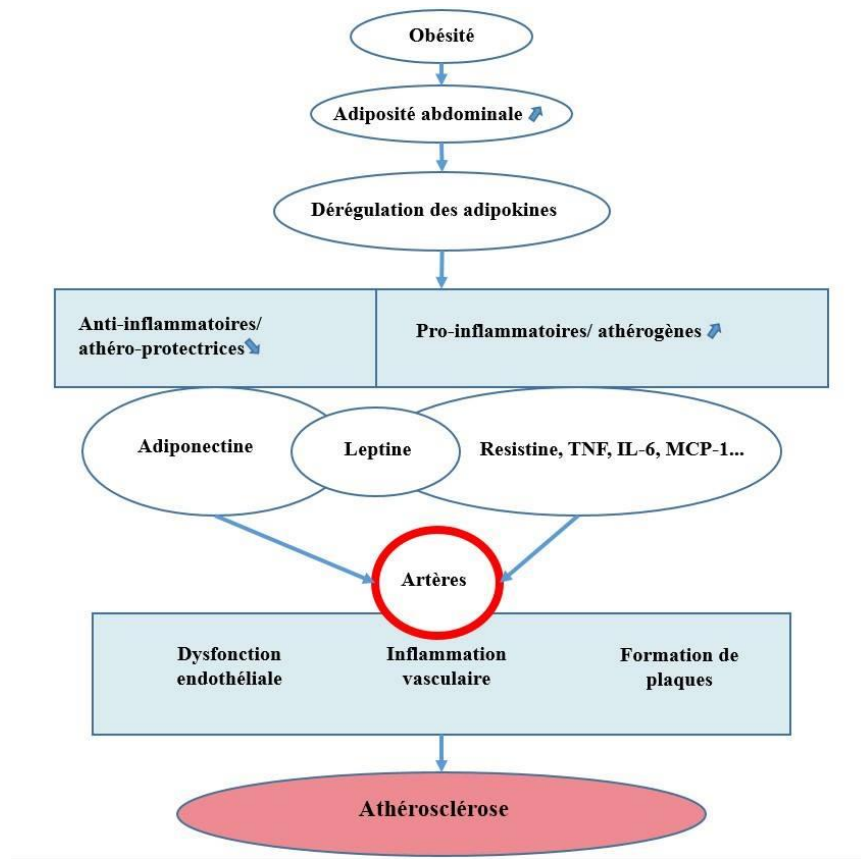 Obésité
Adiposité abdominale
Dérégulation des adipokines
Anti-inflammatoires/
athéro-protectrices
Pro-inflammatoires/ athérogènes
Adiponectine
Leptine
Resistine, TNF, IL-6, MCP-1...
Artères
Dysfonction
endothéliale
Inflammation
vasculaire
Formation de
plaques
Athérosclérose